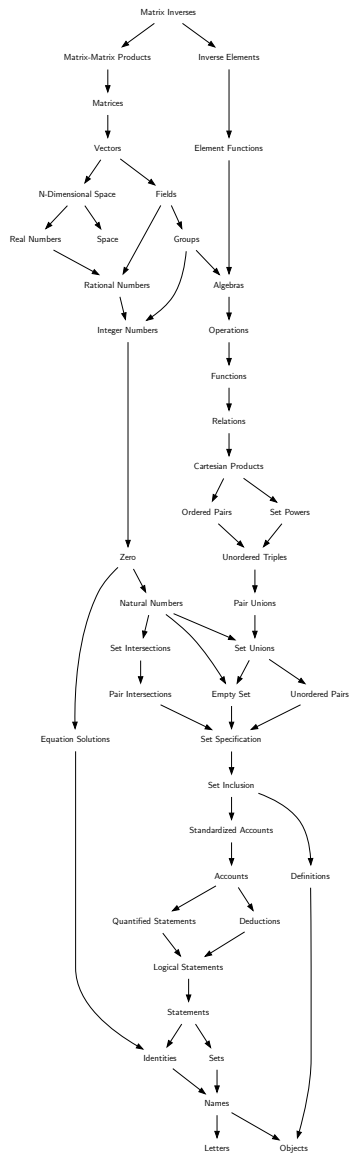 Matrix Inverses
Matrix-Matrix Products Inverse Elements
Matrices
Vectors Element Functions
N-Dimensional Space Fields
Real Numbers Space Groups
Rational Numbers Algebras
Integer Numbers Operations
Functions
Relations
Cartesian Products
Ordered Pairs Set Powers
Zero Unordered Triples
Natural Numbers Pair Unions
Set Intersections Set Unions
Pair Intersections Empty Set Unordered Pairs
Equation Solutions Set Specification
Set Inclusion
Standardized Accounts
Accounts Definitions
Quantified Statements Deductions
Logical Statements
Statements
Identities Sets
Names
Letters Objects